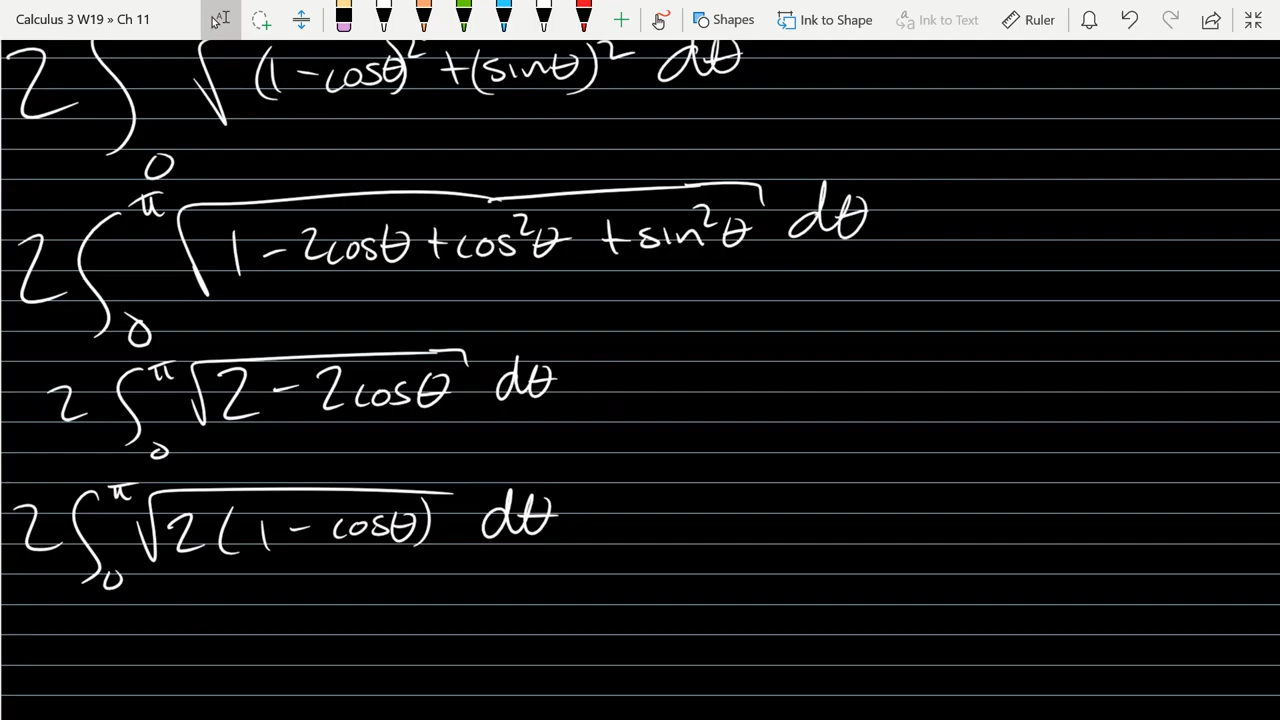 Calculus 3 W19 » Ch 11
Shapes
Ink to Shape
Ink to Text
Ruler
2 ∫₀ √(1-cosθ)² +(sinθ)² dθ
2 ∫₀^π √1 - 2cosθ + cos²θ + sin²θ dθ
2 ∫₀^π √2 - 2cosθ dθ
2 ∫₀^π √2(1 - cosθ) dθ